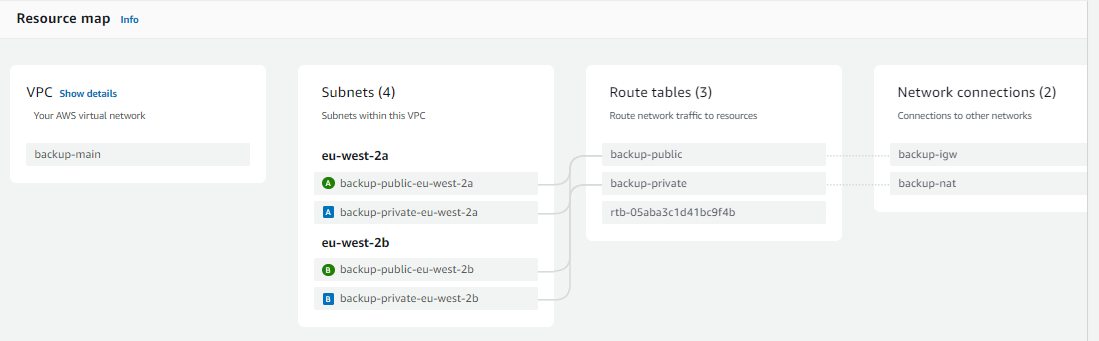 Resource map Info
VPC Show details
Your AWS virtual network
backup-main
Subnets (4)
Subnets within this VPC
eu-west-2a
A backup-public-eu-west-2a
A backup-private-eu-west-2a
eu-west-2b
B backup-public-eu-west-2b
B backup-private-eu-west-2b
Route tables (3)
Route network traffic to resources
backup-public
backup-private
rtb-05aba3c1d41bc9f4b
Network connections (2)
Connections to other networks
backup-igw
backup-nat